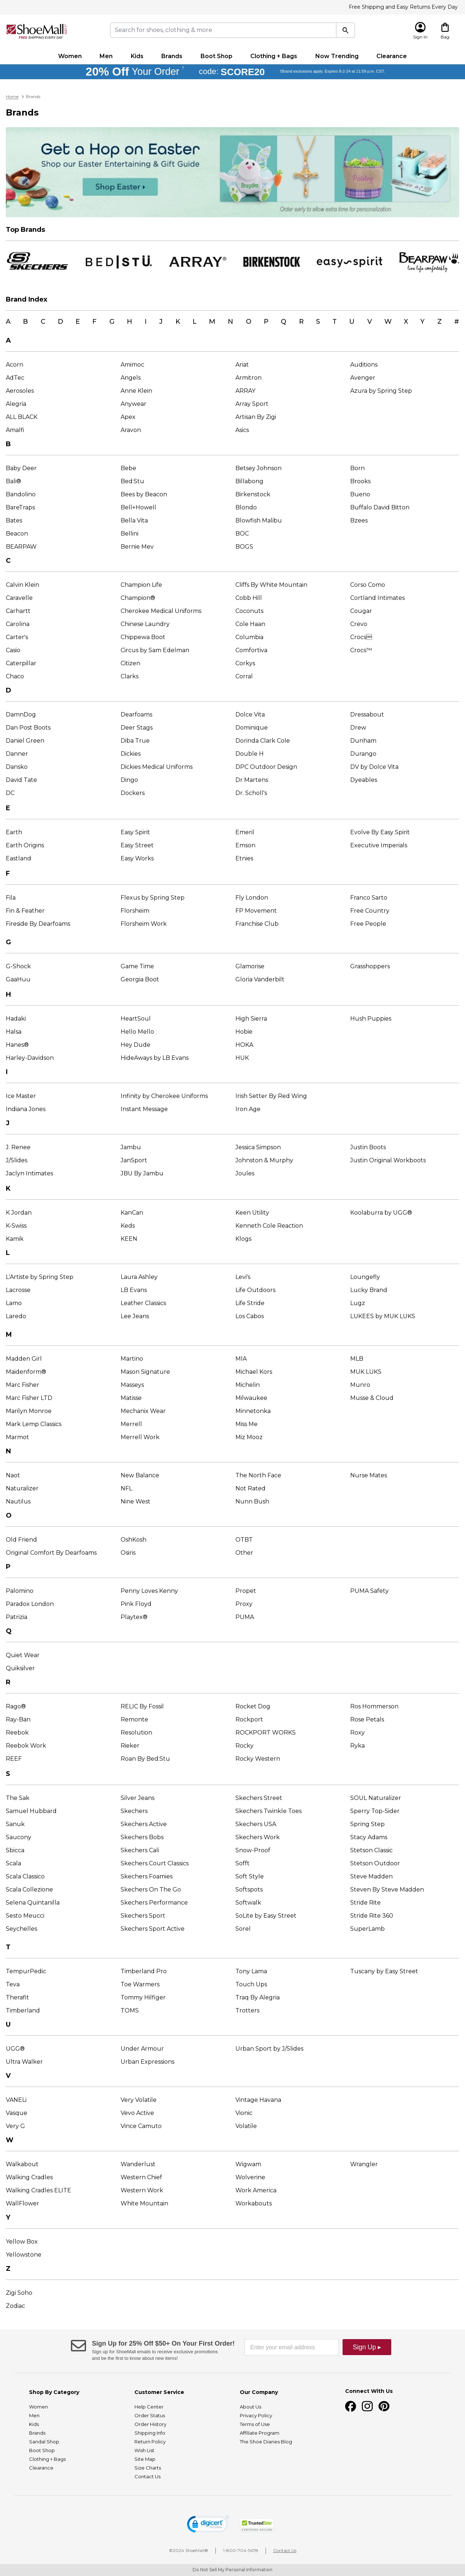 Free Shipping and Easy Returns Every Day
ShoeMall
FREE SHIPPING EVERY DAY
Search for shoes, clothing & more
Sign In
Bag
Women Men Kids Brands Boot Shop Clothing + Bags Now Trending Clearance
20% Off Your Order * code: SCORE20 *Brand exclusions apply. Expires 8-2-24 at 11:59 p.m. CST.
Home > Brands
Brands
Get a Hop on Easter
Shop our Easter Entertaining & Gift Guide
Shop Easter
Order early to allow extra time for personalization.
Top Brands
SKECHERS BED|STÜ. ARRAY® BIRKENSTOCK easy~spirit BEARPAW live life comfortably.
Brand Index
A B C D E F G H I J K L M N O P Q R S T U V W X Y Z #
A
Acorn Amimoc Ariat Auditions
AdTec Angels Armitron Avenger
Aerosoles Anne Klein ARRAY Azura by Spring Step
Alegria Anywear Array Sport
ALL BLACK Apex Artisan By Zigi
Amalfi Aravon Asics
B
Baby Deer Bebe Betsey Johnson Born
Bali® Bed:Stu Billabong Brooks
Bandolino Bees by Beacon Birkenstock Bueno
BareTraps Bell+Howell Blondo Buffalo David Bitton
Bates Bella Vita Blowfish Malibu Bzees
Beacon Bellini BOC
BEARPAW Bernie Mev BOGS
C
Calvin Klein Champion Life Cliffs By White Mountain Corso Como
Caravelle Champion® Cobb Hill Cortland Intimates
Carhartt Cherokee Medical Uniforms Coconuts Cougar
Carolina Chinese Laundry Cole Haan Crevo
Carter's Chippewa Boot Columbia Crocs
Casio Circus by Sam Edelman Comfortiva Crocs™
Caterpillar Citizen Corkys
Chaco Clarks Corral
D
DamnDog Dearfoams Dolce Vita Dressabout
Dan Post Boots Deer Stags Dominique Drew
Daniel Green Diba True Dorinda Clark Cole Dunham
Danner Dickies Double H Durango
Dansko Dickies Medical Uniforms DPC Outdoor Design DV by Dolce Vita
David Tate Dingo Dr Martens Dyeables
DC Dockers Dr. Scholl's
E
Earth Easy Spirit Emeril Evolve By Easy Spirit
Earth Origins Easy Street Emson Executive Imperials
Eastland Easy Works Etnies
F
Fila Flexus by Spring Step Fly London Franco Sarto
Fin & Feather Florsheim FP Movement Free Country
Fireside By Dearfoams Florsheim Work Franchise Club Free People
G
G-Shock Game Time Glamorise Grasshoppers
GaaHuu Georgia Boot Gloria Vanderbilt
H
Hadaki HeartSoul High Sierra Hush Puppies
Halsa Hello Mello Hobie
Hanes® Hey Dude HOKA
Harley-Davidson HideAways by LB Evans HUK
I
Ice Master Infinity by Cherokee Uniforms Irish Setter By Red Wing
Indiana Jones Instant Message Iron Age
J
J. Renee Jambu Jessica Simpson Justin Boots
J/Slides JanSport Johnston & Murphy Justin Original Workboots
Jaclyn Intimates JBU By Jambu Joules
K
K Jordan KanCan Keen Utility Koolaburra by UGG®
K-Swiss Keds Kenneth Cole Reaction
Kamik KEEN Klogs
L
L'Artiste by Spring Step Laura Ashley Levi's Loungefly
Lacrosse LB Evans Life Outdoors Lucky Brand
Lamo Leather Classics Life Stride Lugz
Laredo Lee Jeans Los Cabos LUKEES by MUK LUKS
M
Madden Girl Martino MIA MLB
Maidenform® Mason Signature Michael Kors MUK LUKS
Marc Fisher Masseys Michelin Munro
Marc Fisher LTD Matisse Milwaukee Musse & Cloud
Marilyn Monroe Mechanix Wear Minnetonka
Mark Lemp Classics Merrell Miss Me
Marmot Merrell Work Miz Mooz
N
Naot New Balance The North Face Nurse Mates
Naturalizer NFL Not Rated
Nautilus Nine West Nunn Bush
O
Old Friend OshKosh OTBT
Original Comfort By Dearfoams Osiris Other
P
Palomino Penny Loves Kenny Propet PUMA Safety
Paradox London Pink Floyd Proxy
Patrizia Playtex® PUMA
Q
Quiet Wear
Quiksilver
R
Rago® RELIC By Fossil Rocket Dog Ros Hommerson
Ray-Ban Remonte Rockport Rose Petals
Reebok Resolution ROCKPORT WORKS Roxy
Reebok Work Rieker Rocky Ryka
REEF Roan By Bed:Stu Rocky Western
S
The Sak Silver Jeans Skechers Street SOUL Naturalizer
Samuel Hubbard Skechers Skechers Twinkle Toes Sperry Top-Sider
Sanuk Skechers Active Skechers USA Spring Step
Saucony Skechers Bobs Skechers Work Stacy Adams
Sbicca Skechers Cali Snow-Proof Stetson Classic
Scala Skechers Court Classics Sofft Stetson Outdoor
Scala Classico Skechers Foamies Soft Style Steve Madden
Scala Collezione Skechers On The Go Softspots Steven By Steve Madden
Selena Quintanilla Skechers Performance Softwalk Stride Rite
Sesto Meucci Skechers Sport SoLite by Easy Street Stride Rite 360
Seychelles Skechers Sport Active Sorel SuperLamb
T
TempurPedic Timberland Pro Tony Lama Tuscany by Easy Street
Teva Toe Warmers Touch Ups
Therafit Tommy Hilfiger Traq By Alegria
Timberland TOMS Trotters
U
UGG® Under Armour Urban Sport by J/Slides
Ultra Walker Urban Expressions
V
VANELi Very Volatile Vintage Havana
Vasque Vevo Active Vionic
Very G Vince Camuto Volatile
W
Walkabout Wanderlust Wigwam Wrangler
Walking Cradles Western Chief Wolverine
Walking Cradles ELITE Western Work Work America
WallFlower White Mountain Workabouts
Y
Yellow Box
Yellowstone
Z
Zigi Soho
Zodiac
Sign Up for 25% Off $50+ On Your First Order!
Sign up for ShoeMall emails to receive exclusive promotions
and be the first to know about new items!
Enter your email address
Sign Up ▸
Shop By Category
Women
Men
Kids
Brands
Sandal Shop
Boot Shop
Clothing + Bags
Clearance
Customer Service
Help Center
Order Status
Order History
Shipping Info
Return Policy
Wish List
Site Map
Size Charts
Contact Us
Our Company
About Us
Privacy Policy
Terms of Use
Affiliate Program
The Shoe Diaries Blog
Connect With Us
digicert
TrustedSite
CERTIFIED SECURE
©2024 ShoeMall® | 1-800-704-5478 | Contact Us
Do Not Sell My Personal Information